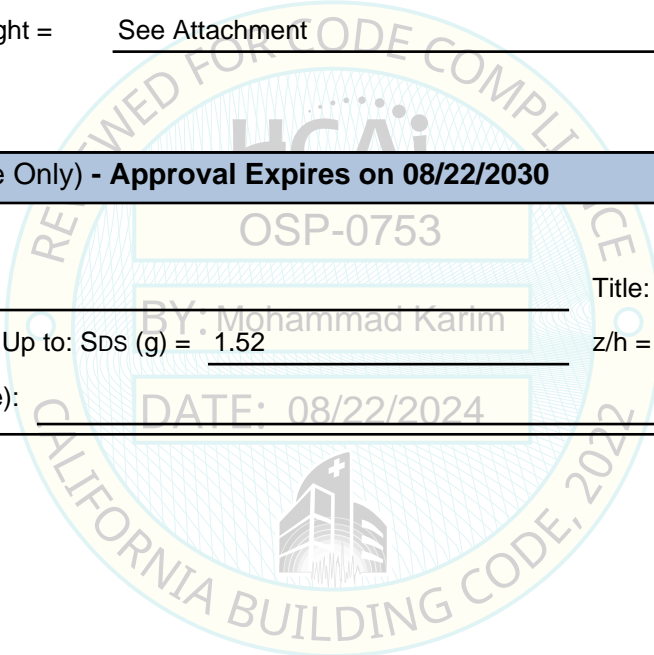 ght = See Attachment
REVIEWED FOR CODE COMPLIANCE
HCAi
e Only) - Approval Expires on 08/22/2030
OSP-0753
Title:
BY: Mohammad Karim
Up to: SDS (g) = 1.52 z/h =
e):
DATE: 08/22/2024
CALIFORNIA BUILDING CODE, 2022